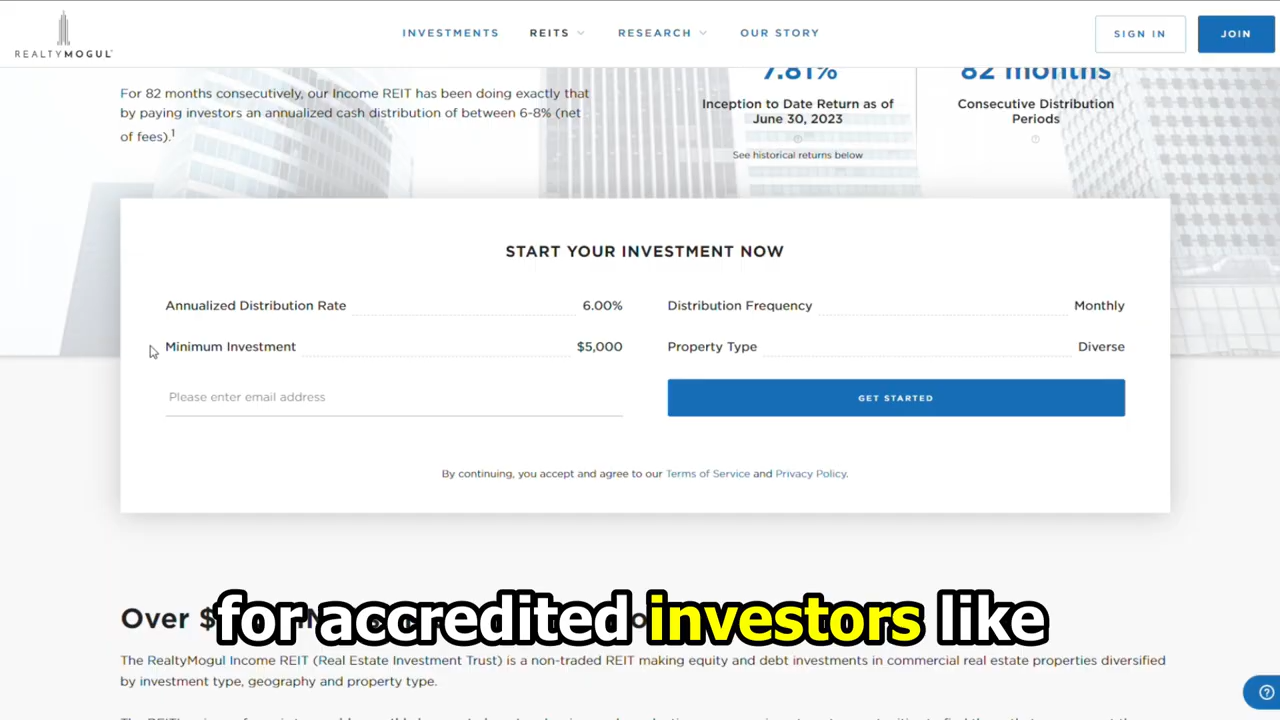 REALTYMOGUL
INVESTMENTS
REITS
RESEARCH
OUR STORY
SIGN IN
JOIN
For 82 months consecutively, our Income REIT has been doing exactly that
by paying investors an annualized cash distribution of between 6-8% (net
of fees).1
7.81%
Inception to Date Return as of
June 30, 2023
See historical returns below
82 months
Consecutive Distribution
Periods
START YOUR INVESTMENT NOW
Annualized Distribution Rate 6.00%
Distribution Frequency Monthly
Minimum Investment $5,000
Property Type Diverse
Please enter email address
GET STARTED
By continuing, you accept and agree to our Terms of Service and Privacy Policy.
Over $
for accredited investors like
The RealtyMogul Income REIT (Real Estate Investment Trust) is a non-traded REIT making equity and debt investments in commercial real estate properties diversified
by investment type, geography and property type.